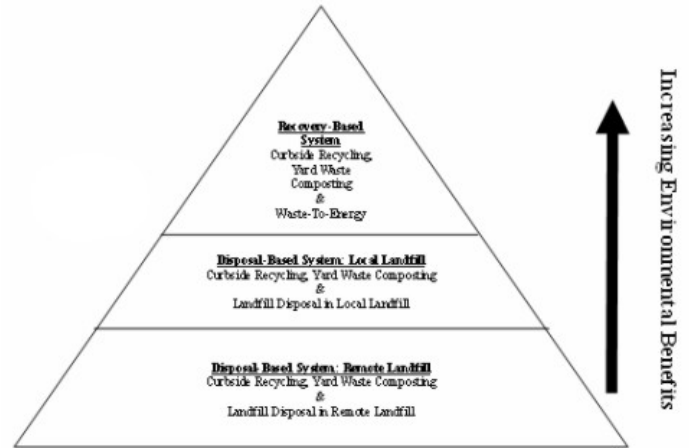 Recovery-Based
System
Curbside Recycling,
Yard Waste
Composting
&
Waste-To-Energy
Disposal-Based System: Local Landfill
Curbside Recycling, Yard Waste Composting
&
Landfill Disposal in Local Landfill
Disposal-Based System: Remote Landfill
Curbside Recycling, Yard Waste Composting
&
Landfill Disposal in Remote Landfill
Increasing Environmental Benefits